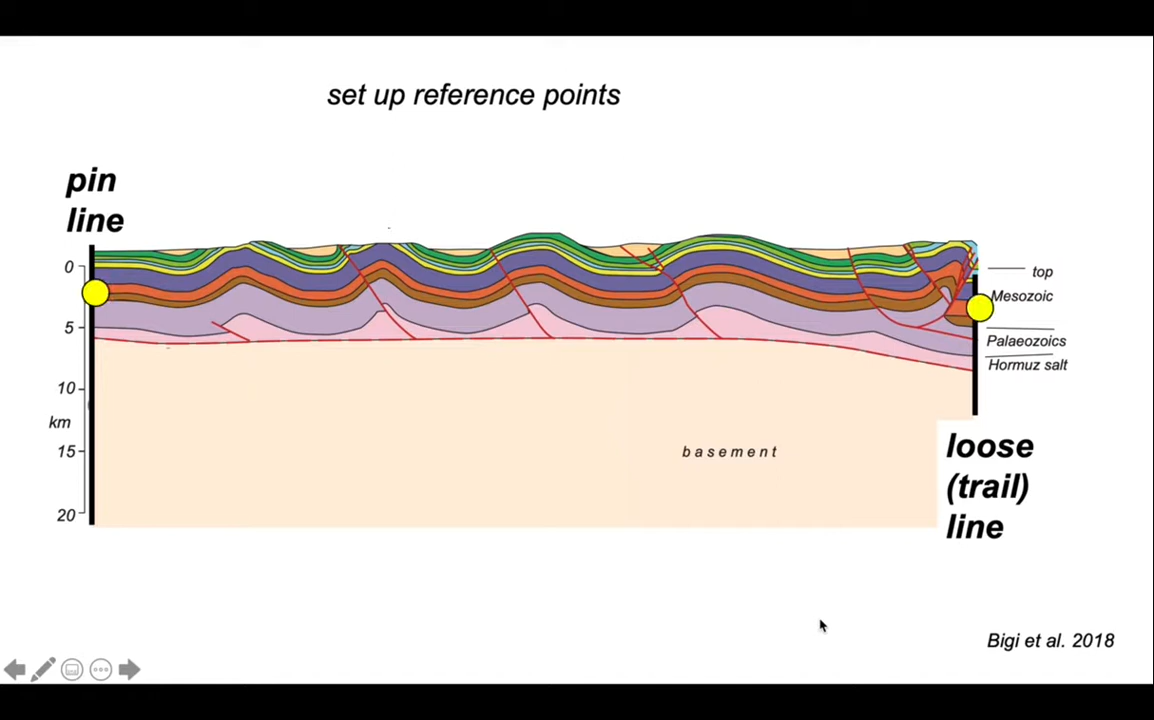 set up reference points
pin
line
0
5
10
km
15
20
top
Mesozoic
Palaeozoics
Hormuz salt
basement
loose
(trail)
line
Bigi et al. 2018